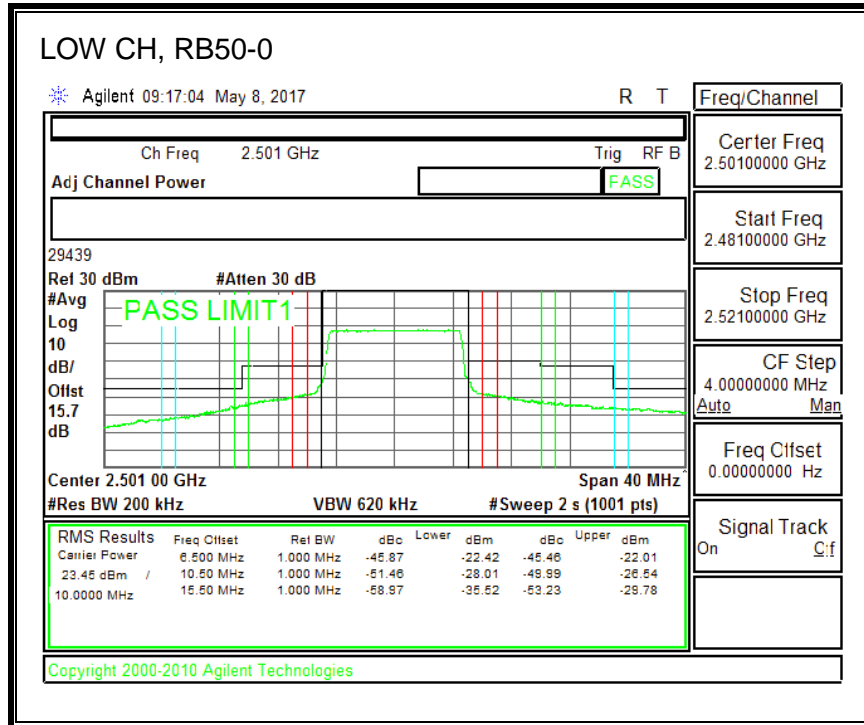 LOW CH, RB50-0
Agilent 09:17:04 May 8, 2017 R T
Freq/Channel
Ch Freq 2.501 GHz Trig RF B
Adj Channel Power PASS
Center Freq
2.50100000 GHz
Start Freq
2.48100000 GHz
Stop Freq
2.52100000 GHz
CF Step
4.00000000 MHz
Auto Man
Freq Offset
0.00000000 Hz
Signal Track
On Off
29439
Ref 30 dBm #Atten 30 dB
#Avg
Log
10
dB/
Offst
15.7
dB
PASS LIMIT1
Center 2.501 00 GHz Span 40 MHz
#Res BW 200 kHz VBW 620 kHz #Sweep 2 s (1001 pts)
RMS Results Freq Offset Ref BW dBc Lower dBm dBc Upper dBm
Carrier Power 6.500 MHz 1.000 MHz -45.87 -22.42 -45.46 -22.01
23.45 dBm / 10.50 MHz 1.000 MHz -51.46 -28.01 -49.99 -26.54
10.0000 MHz 15.50 MHz 1.000 MHz -58.97 -35.52 -53.23 -29.78
Copyright 2000-2010 Agilent Technologies